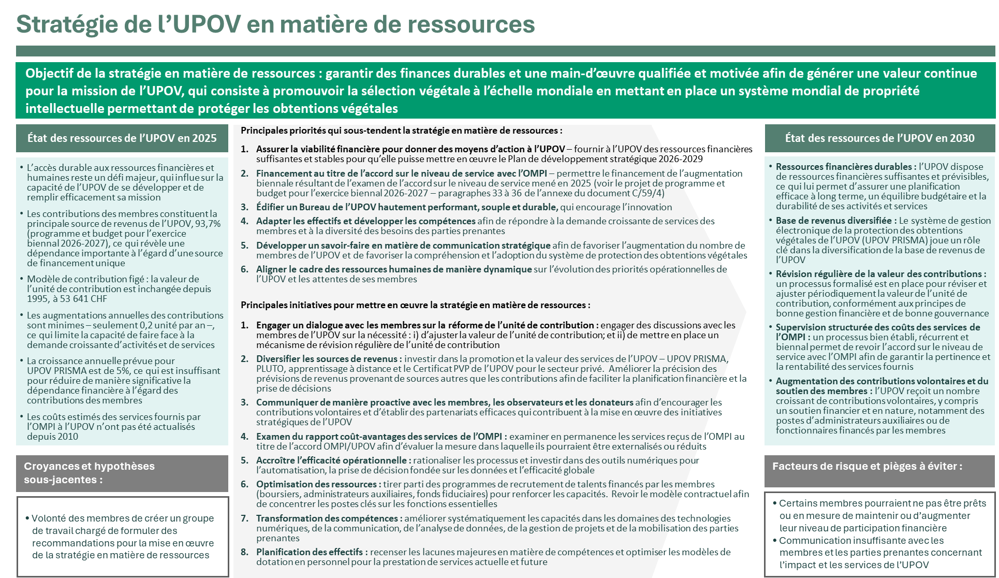 Stratégie de l’UPOV en matière de ressources
Objectif de la stratégie en matière de ressources : garantir des finances durables et une main-d’œuvre qualifiée et motivée afin de générer une valeur continue
pour la mission de l’UPOV, qui consiste à promouvoir la sélection végétale à l’échelle mondiale en mettant en place un système mondial de propriété
intellectuelle permettant de protéger les obtentions végétales
État des ressources de l’UPOV en 2025
• L’accès durable aux ressources financières et
humaines reste un défi majeur, qui influe sur la
capacité de l’UPOV de se développer et de
remplir efficacement sa mission
• Les contributions des membres constituent la
principale source de revenus de l’UPOV, 93,7%
(programme et budget pour l’exercice
biennal 2026-2027), ce qui révèle une
dépendance importante à l’égard d’une source
de financement unique
• Modèle de contribution figé : la valeur de
l’unité de contribution est inchangée depuis
1995, à 53 641 CHF
• Les augmentations annuelles des contributions
sont minimes – seulement 0,2 unité par an –,
ce qui limite la capacité de faire face à la
demande croissante d’activités et de services
• La croissance annuelle prévue pour
UPOV PRISMA est de 5%, ce qui est insuffisant
pour réduire de manière significative la
dépendance financière à l’égard des
contributions des membres
• Les coûts estimés des services fournis par
l’OMPI à l’UPOV n’ont pas été actualisés
depuis 2010
Croyances et hypothèses
sous-jacentes :
• Volonté des membres de créer un groupe
de travail chargé de formuler des
recommandations pour la mise en œuvre
de la stratégie en matière de ressources
Principales priorités qui sous-tendent la stratégie en matière de ressources :
1. Assurer la viabilité financière pour donner des moyens d’action à l’UPOV – fournir à l’UPOV des ressources financières
suffisantes et stables pour qu’elle puisse mettre en œuvre le Plan de développement stratégique 2026-2029
2. Financement au titre de l’accord sur le niveau de service avec l’OMPI – permettre le financement de l’augmentation
biennale résultant de l’examen de l’accord sur le niveau de service mené en 2025 (voir le projet de programme et
budget pour l’exercice biennal 2026-2027 – paragraphes 33 à 36 de l’annexe du document C/59/4)
3. Édifier un Bureau de l’UPOV hautement performant, souple et durable, qui encourage l’innovation
4. Adapter les effectifs et développer les compétences afin de répondre à la demande croissante de services des
membres et à la diversité des besoins des parties prenantes
5. Développer un savoir-faire en matière de communication stratégique afin de favoriser l’augmentation du nombre de
membres de l’UPOV et de favoriser la compréhension et l’adoption du système de protection des obtentions végétales
6. Aligner le cadre des ressources humaines de manière dynamique sur l’évolution des priorités opérationnelles de
l’UPOV et les attentes de ses membres
Principales initiatives pour mettre en œuvre la stratégie en matière de ressources :
1. Engager un dialogue avec les membres sur la réforme de l’unité de contribution : engager des discussions avec les
membres de l’UPOV sur la nécessité : i) d’ajuster la valeur de l’unité de contribution; et ii) de mettre en place un
mécanisme de révision régulière de l’unité de contribution
2. Diversifier les sources de revenus : investir dans la promotion et la valeur des services de l’UPOV – UPOV PRISMA,
PLUTO, apprentissage à distance et le Certificat PVP de l’UPOV pour le secteur privé. Améliorer la précision des
prévisions de revenus provenant de sources autres que les contributions afin de faciliter la planification financière et la
prise de décisions
3. Communiquer de manière proactive avec les membres, les observateurs et les donateurs afin d’encourager les
contributions volontaires et d’établir des partenariats efficaces qui contribuent à la mise en œuvre des initiatives
stratégiques de l’UPOV
4. Examen du rapport coût-avantages des services de l’OMPI : examiner en permanence les services reçus de l’OMPI au
titre de l’accord OMPI/UPOV afin d’évaluer la mesure dans laquelle ils pourraient être externalisés ou réduits
5. Accroître l’efficacité opérationnelle : rationaliser les processus et investir dans des outils numériques pour
l’automatisation, la prise de décision fondée sur les données et l’efficacité globale
6. Optimisation des ressources : tirer parti des programmes de recrutement de talents financés par les membres
(boursiers, administrateurs auxiliaires, fonds fiduciaires) pour renforcer les capacités. Revoir le modèle contractuel afin
de concentrer les postes clés sur les fonctions essentielles
7. Transformation des compétences : améliorer systématiquement les capacités dans les domaines des technologies
numériques, de la communication, de l’analyse de données, de la gestion de projets et de la mobilisation des parties
prenantes
8. Planification des effectifs : recenser les lacunes majeures en matière de compétences et optimiser les modèles de
dotation en personnel pour la prestation de services actuelle et future
État des ressources de l’UPOV en 2030
• Ressources financières durables : l’UPOV dispose
de ressources financières suffisantes et prévisibles,
ce qui lui permet d’assurer une planification
efficace à long terme, un équilibre budgétaire et la
durabilité de ses activités et services
• Base de revenus diversifiée : Le système de gestion
électronique de la protection des obtentions
végétales de l’UPOV (UPOV PRISMA) joue un rôle
clé dans la diversification de la base de revenus de
l’UPOV
• Révision régulière de la valeur des contributions :
un processus formalisé est en place pour réviser et
ajuster périodiquement la valeur de l’unité de
contribution, conformément aux principes de
bonne gestion financière et de bonne gouvernance
• Supervision structurée des coûts des services de
l’OMPI : un processus bien établi, récurrent et
biennal permet de revoir l’accord sur le niveau de
service avec l’OMPI afin de garantir la pertinence et
la rentabilité des services fournis
• Augmentation des contributions volontaires et du
soutien des membres : l’UPOV reçoit un nombre
croissant de contributions volontaires, y compris
un soutien financier et en nature, notamment des
postes d’administrateurs auxiliaires ou de
fonctionnaires financés par les membres
Facteurs de risque et pièges à éviter :
• Certains membres pourraient ne pas être prêts
ou en mesure de maintenir ou d’augmenter
leur niveau de participation financière
• Communication insuffisante avec les
membres et les parties prenantes concernant
l’impact et les services de l’UPOV